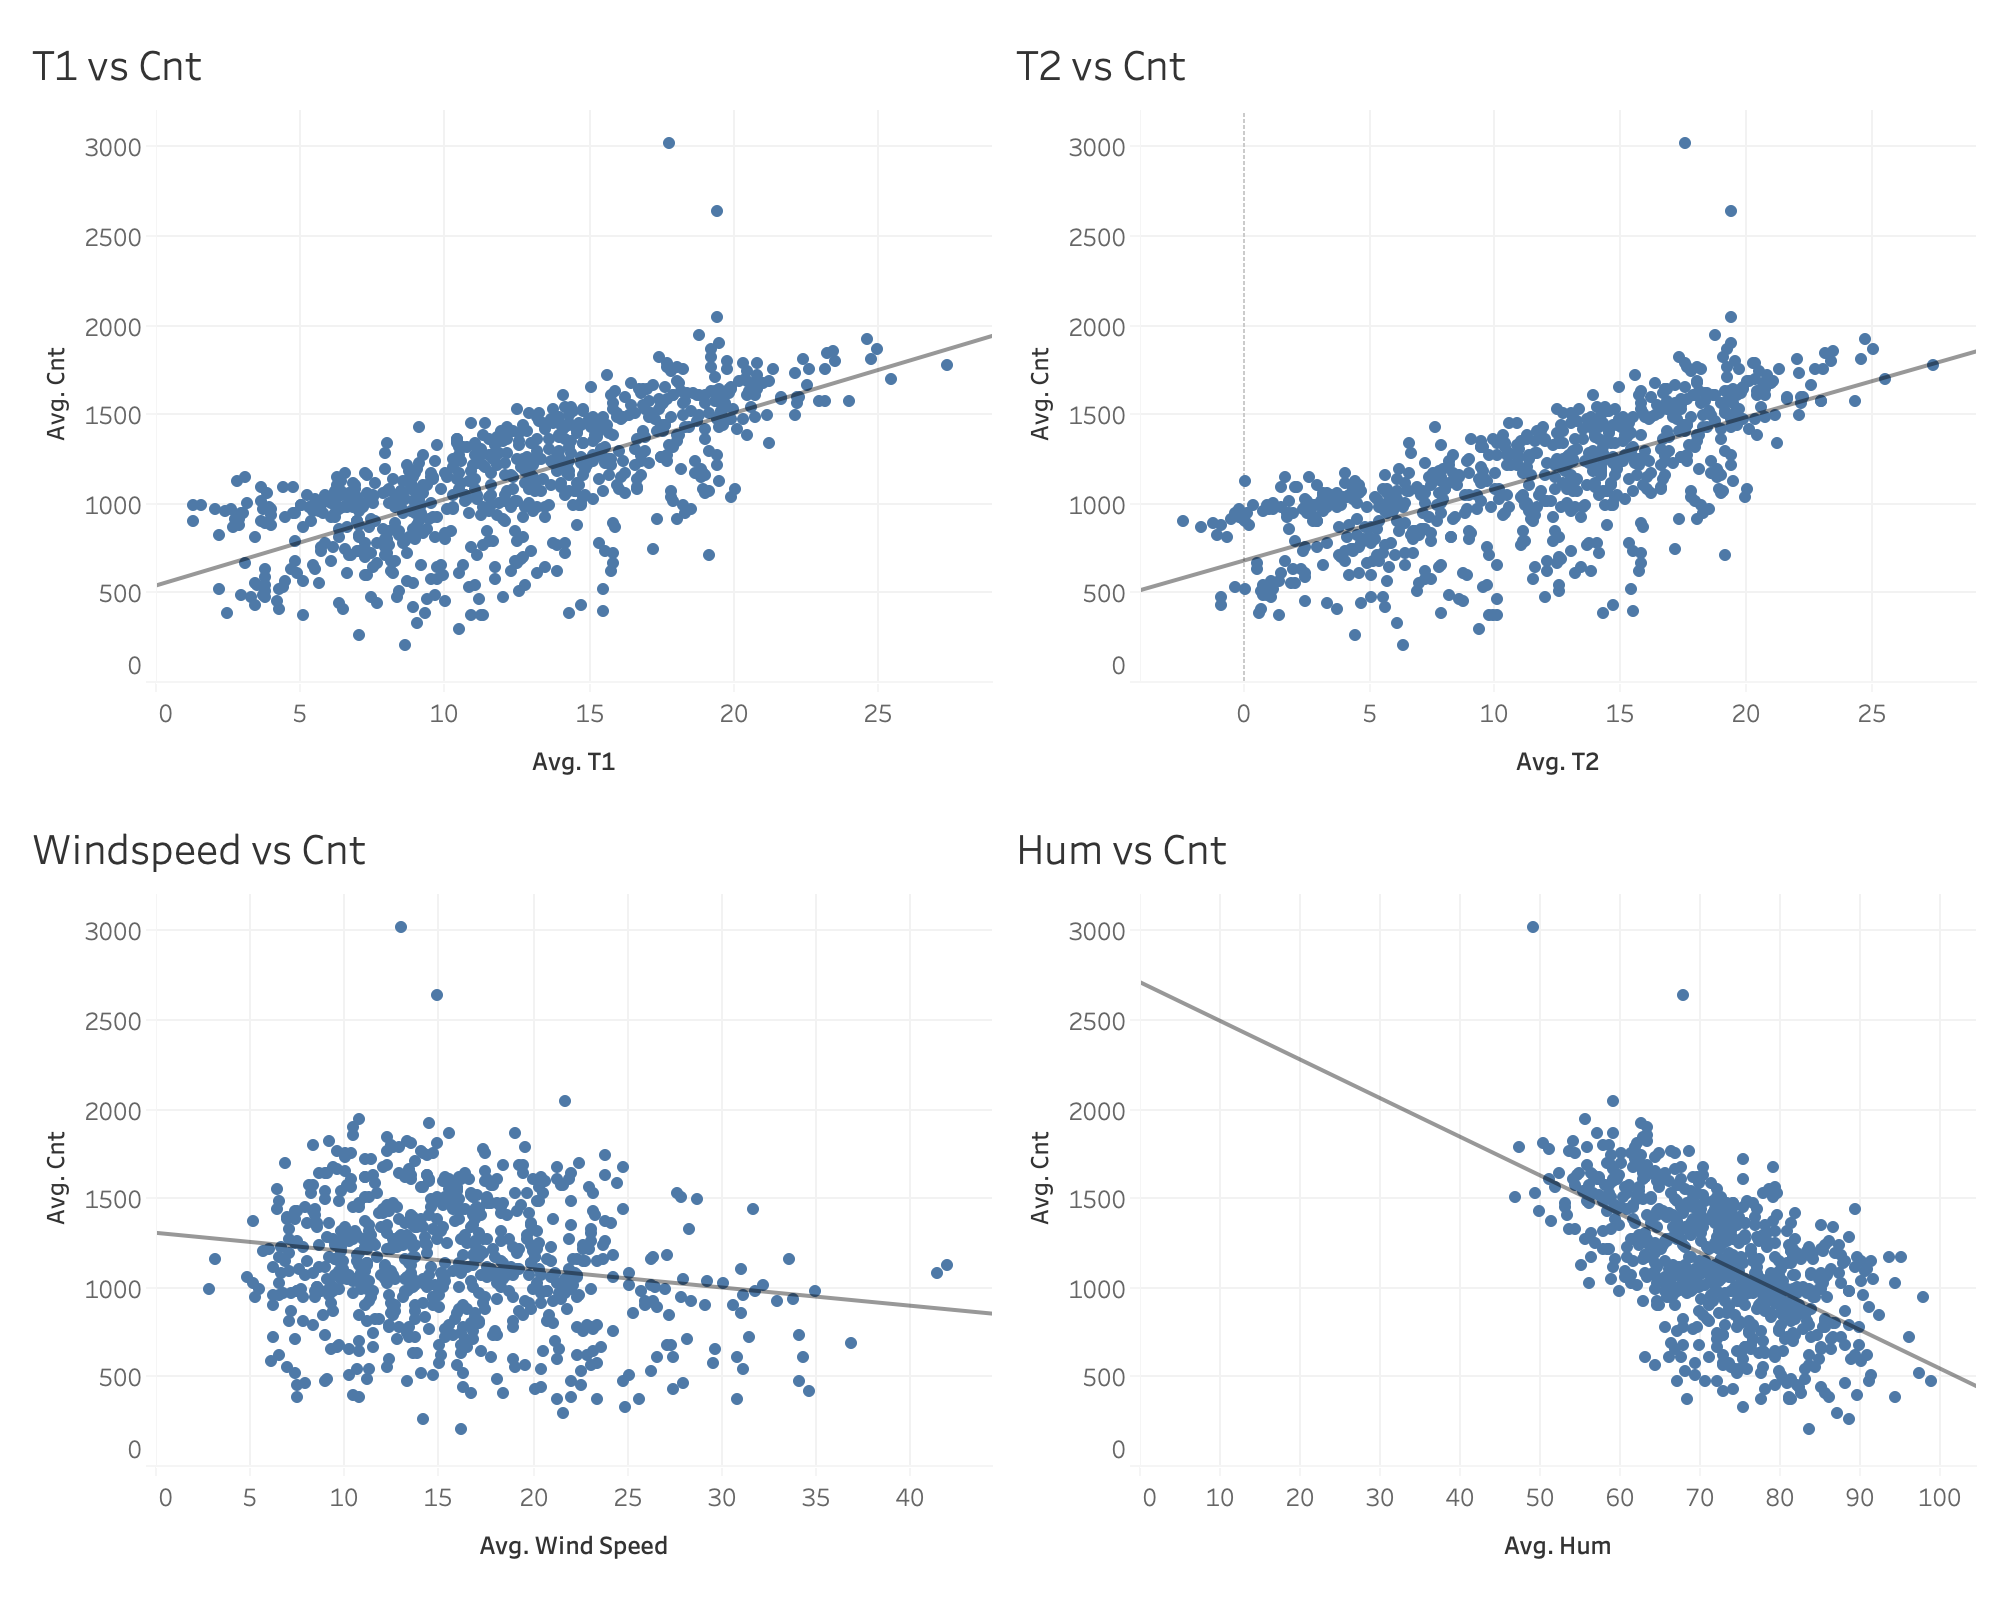 T1 vs Cnt
3000
2500
2000
1500
1000
500
0
Avg. Cnt
0 5 10 15 20 25
Avg. T1
T2 vs Cnt
3000
2500
2000
1500
1000
500
0
Avg. Cnt
0 5 10 15 20 25
Avg. T2
Windspeed vs Cnt
3000
2500
2000
1500
1000
500
0
Avg. Cnt
0 5 10 15 20 25 30 35 40
Avg. Wind Speed
Hum vs Cnt
3000
2500
2000
1500
1000
500
0
Avg. Cnt
0 10 20 30 40 50 60 70 80 90 100
Avg. Hum